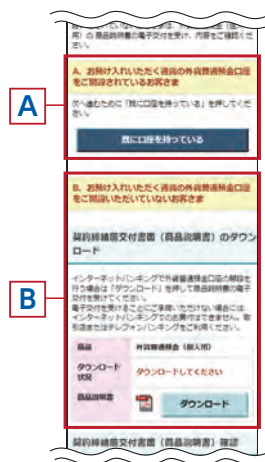 用）の商品説明書の電子交付を受け、内容をご確認くだ
さい。
A. お預け入れいただく通貨の外貨普通預金口座
をご開設されているお客さま
次へ進むために「既に口座を持っている」を押してくだ
さい。
既に口座を持っている
A
B. お預け入れいただく通貨の外貨普通預金口座
をご開設いただいていないお客さま
契約締結前交付書面（商品説明書）のダウン
ロード
インターネットバンキングで外貨普通預金口座の開設を
行う場合は「ダウンロード」を押して商品説明書の電子
交付を受けてください。
電子交付を受けることにご承諾いただけない場合には、
インターネットバンキングでのお受付はできません。取
引店またはテレフォンバンキングをご利用ください。
B
商品 外貨普通預金（個人用）
ダウンロード
状況 ダウンロードしてください
商品説明書 ダウンロード
契約締結前交付書面（商品説明書）確認